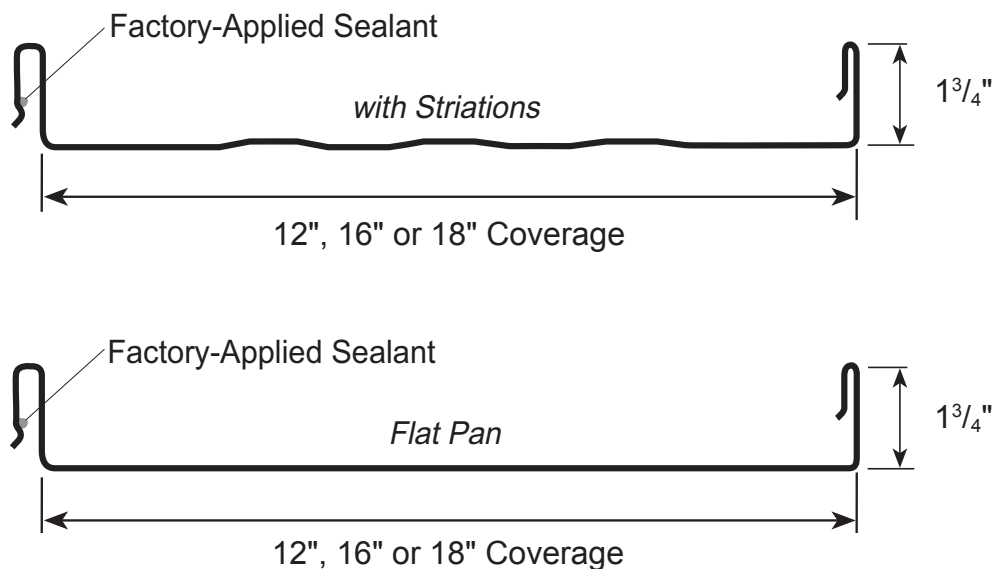 Factory-Applied Sealant
with Striations
1³/₄"
12", 16" or 18" Coverage
Factory-Applied Sealant
Flat Pan
1³/₄"
12", 16" or 18" Coverage